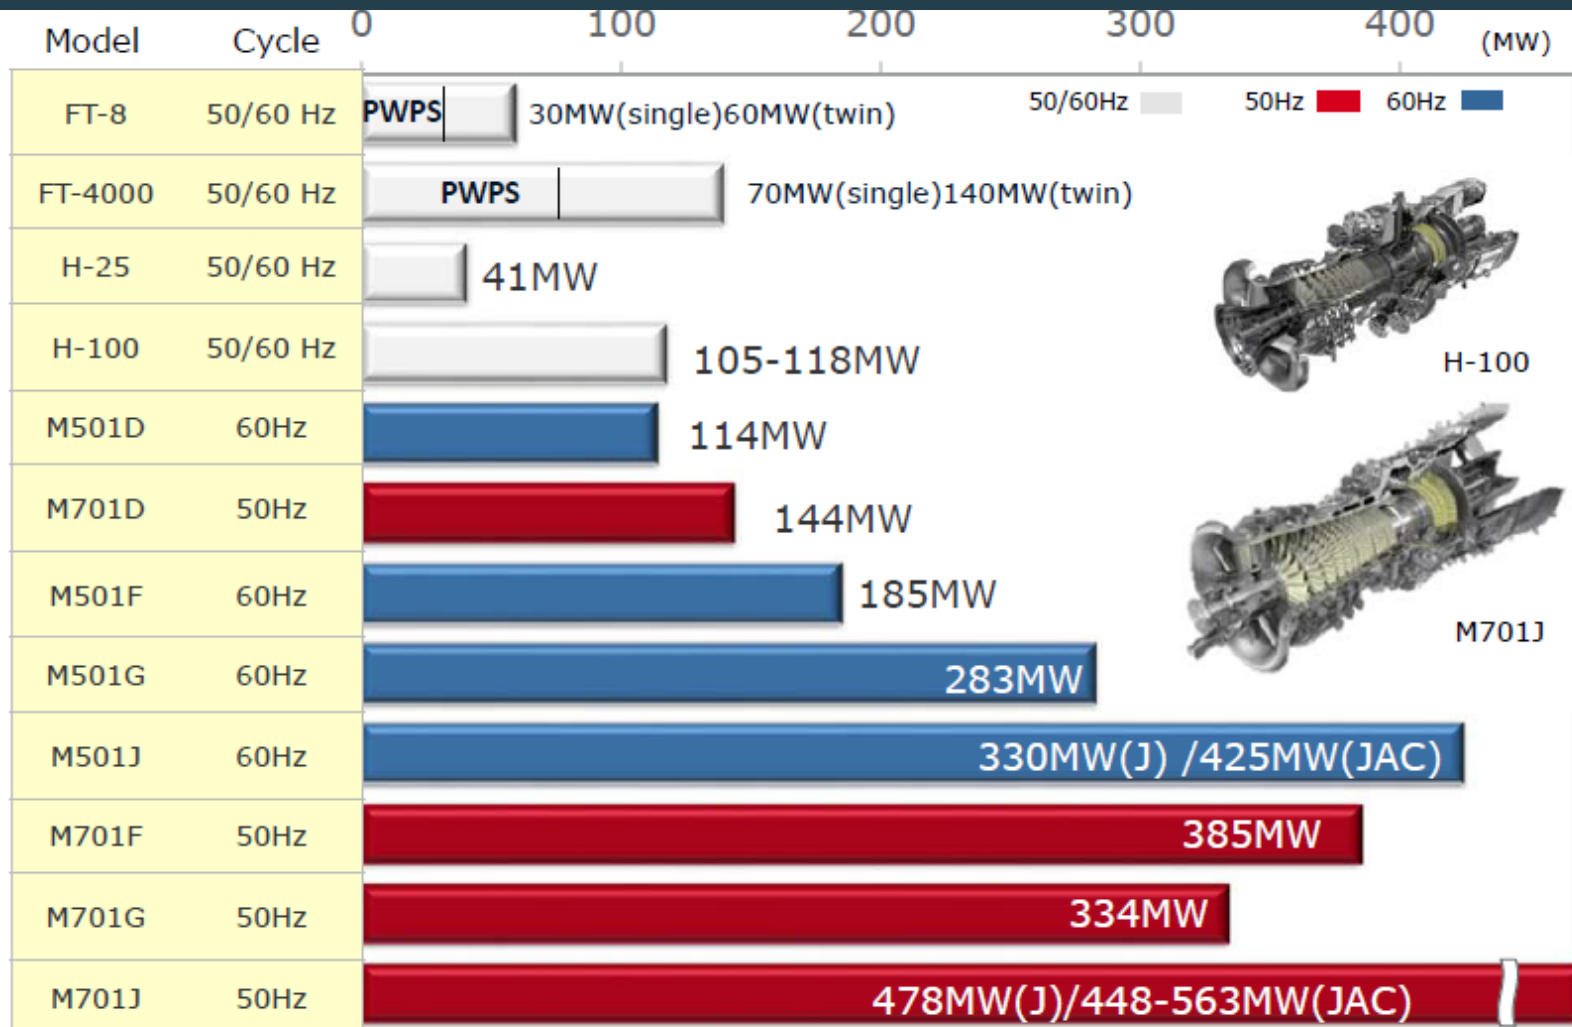 0 100 200 300 400
Model Cycle (MW)
FT-8 50/60 Hz PWPS 30MW(single)60MW(twin) 50/60Hz 50Hz 60Hz
FT-4000 50/60 Hz PWPS 70MW(single)140MW(twin)
H-25 50/60 Hz 41MW
H-100 50/60 Hz 105-118MW H-100
M501D 60Hz 114MW
M701D 50Hz 144MW
M501F 60Hz 185MW
M701J
M501G 60Hz 283MW
M501J 60Hz 330MW(J) /425MW(JAC)
M701F 50Hz 385MW
M701G 50Hz 334MW
M701J 50Hz 478MW(J)/448-563MW(JAC)